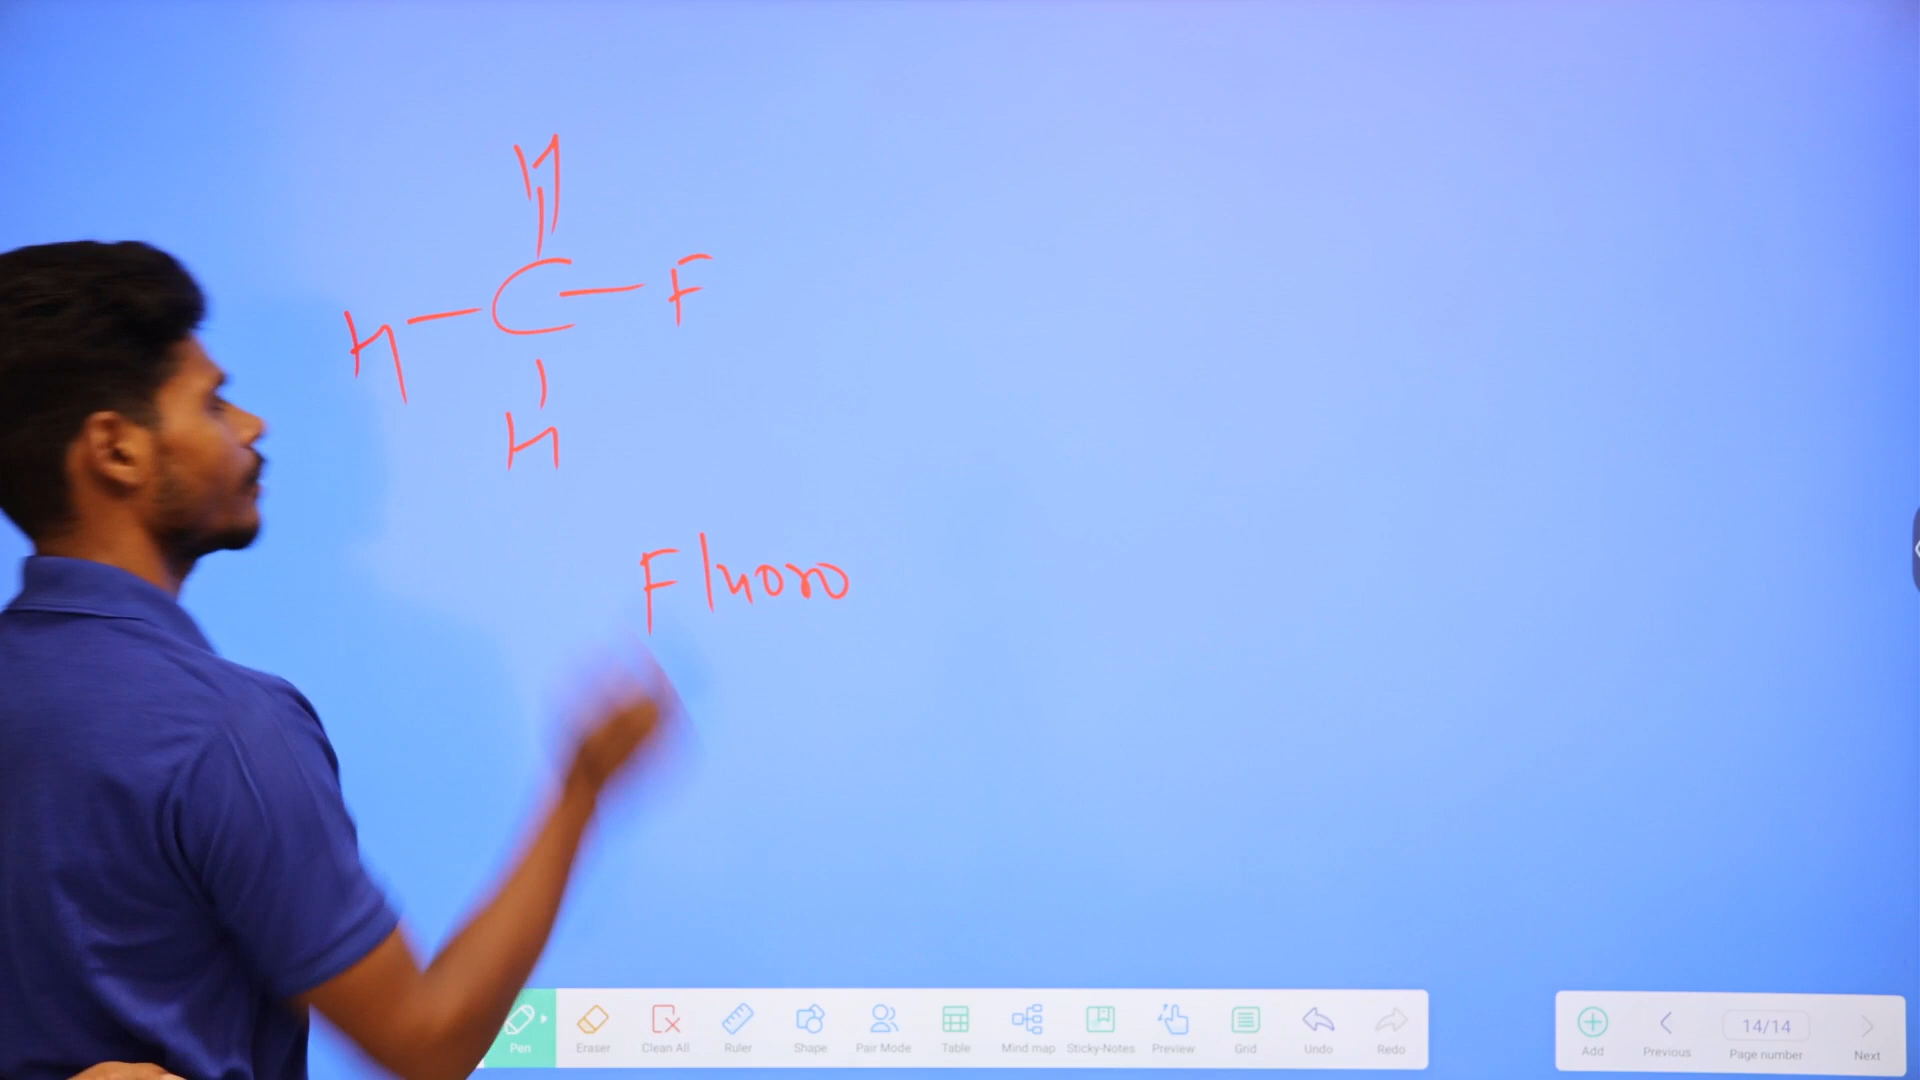 H
H - C - F
H
Fluoro
Pen Eraser Clean All Ruler Shape Pair Mode Table Mind map Sticky-Notes Preview Grid Undo Redo
Add Previous 14/14 Page number Next